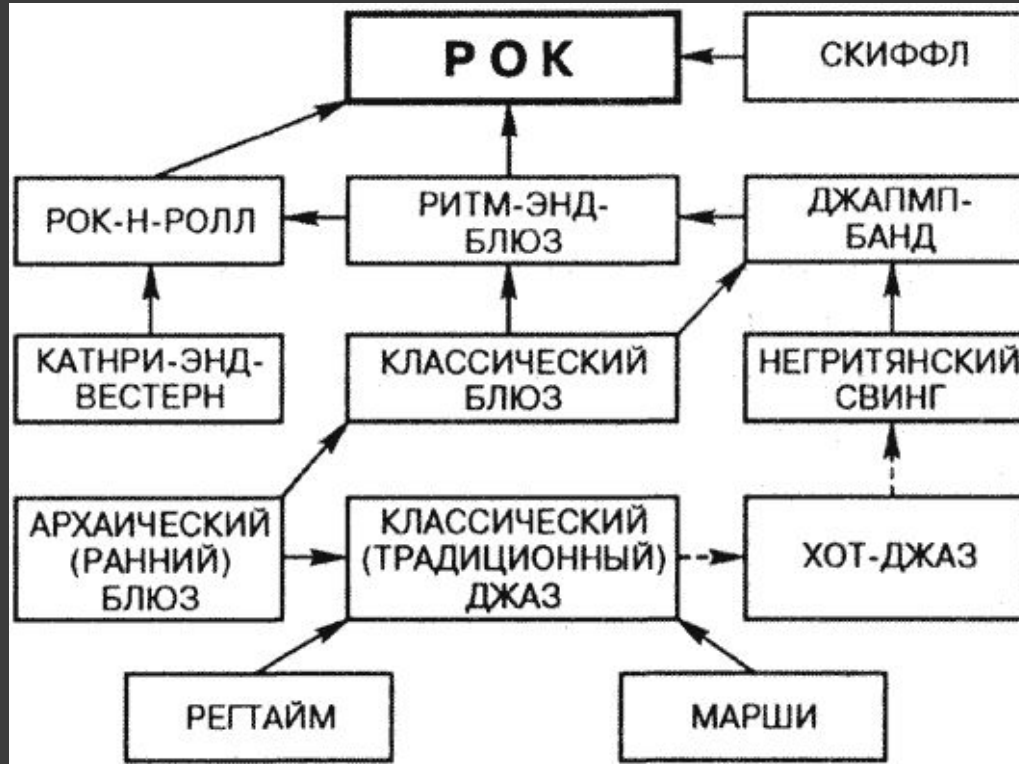 РОК
СКИФФЛ
РОК-Н-РОЛЛ
РИТМ-ЭНД-
БЛЮЗ
ДЖАПМП-
БАНД
КАТНРИ-ЭНД-
ВЕСТЕРН
КЛАССИЧЕСКИЙ
БЛЮЗ
НЕГРИТЯНСКИЙ
СВИНГ
АРХАИЧЕСКИЙ
(РАННИЙ)
БЛЮЗ
КЛАССИЧЕСКИЙ
(ТРАДИЦИОННЫЙ)
ДЖАЗ
ХОТ-ДЖАЗ
РЕГТАЙМ
МАРШИ